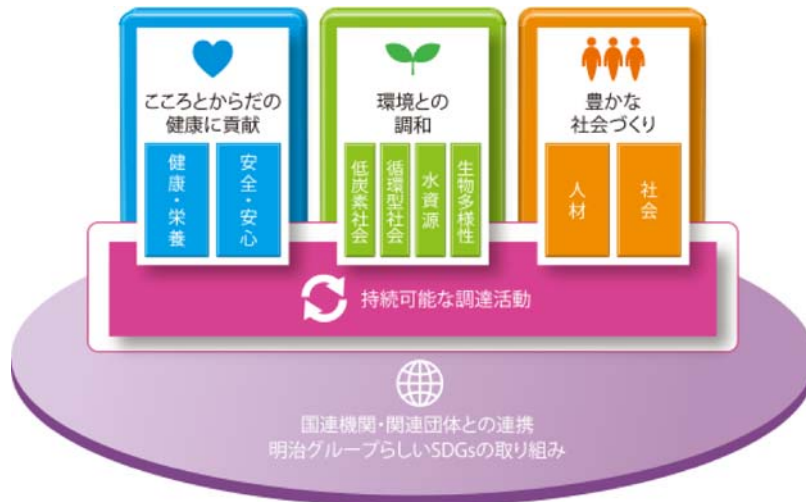 こころとからだの
健康に貢献
健康・栄養
安全・安心
環境との
調和
低炭素社会
循環型社会
水資源
生物多様性
豊かな
社会づくり
人材
社会
持続可能な調達活動
国連機関・関連団体との連携
明治グループらしいSDGsの取り組み